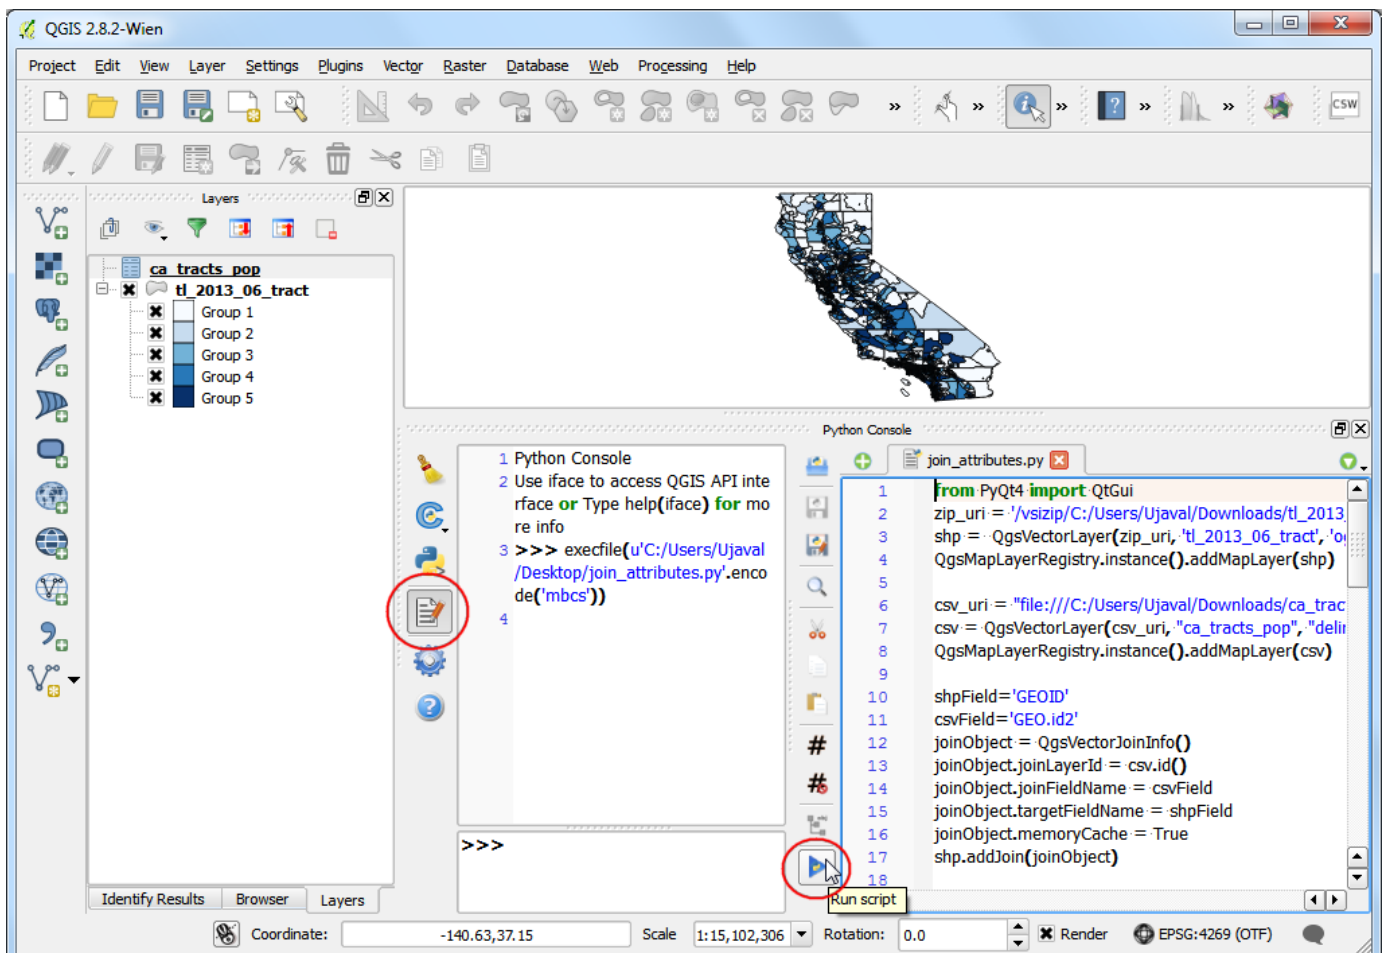 QGIS 2.8.2-Wien
Project Edit View Layer Settings Plugins Vector Raster Database Web Processing Help
CSW
Layers
ca_tracts_pop
tl_2013_06_tract
Group 1
Group 2
Group 3
Group 4
Group 5
Identify Results Browser Layers
Python Console
1 Python Console
2 Use iface to access QGIS API inte
rface or Type help(iface) for mo
re info
3 >>> execfile(u'C:/Users/Ujaval
/Desktop/join_attributes.py'.enco
de('mbcs'))
4
>>>
join_attributes.py
1 from PyQt4 import QtGui
2 zip_uri = '/vsizip/C:/Users/Ujaval/Downloads/tl_2013
3 shp = QgsVectorLayer(zip_uri, 'tl_2013_06_tract', 'o
4 QgsMapLayerRegistry.instance().addMapLayer(shp)
5
6 csv_uri = "file:///C:/Users/Ujaval/Downloads/ca_trac
7 csv = QgsVectorLayer(csv_uri, "ca_tracts_pop", "deli
8 QgsMapLayerRegistry.instance().addMapLayer(csv)
9
10 shpField='GEOID'
11 csvField='GEO.id2'
12 joinObject = QgsVectorJoinInfo()
13 joinObject.joinLayerId = csv.id()
14 joinObject.joinFieldName = csvField
15 joinObject.targetFieldName = shpField
16 joinObject.memoryCache = True
17 shp.addJoin(joinObject)
18
Run script
Coordinate: -140.63,37.15 Scale 1:15,102,306 Rotation: 0.0 Render EPSG:4269 (OTF)